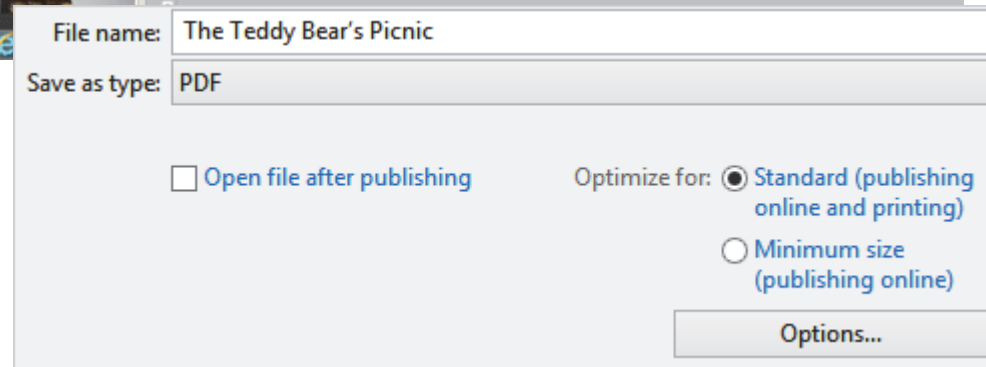 File name: The Teddy Bear’s Picnic
Save as type: PDF
Open file after publishing
Optimize for: Standard (publishing
online and printing)
Minimum size
(publishing online)
Options...